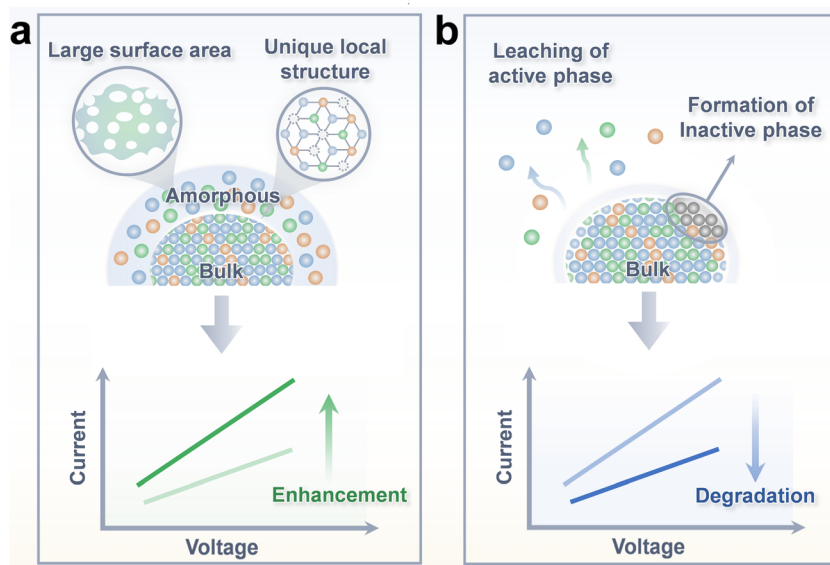 a
Large surface area
Unique local
structure
Amorphous
Bulk
Current
Enhancement
Voltage
b
Leaching of
active phase
Formation of
Inactive phase
Bulk
Current
Degradation
Voltage